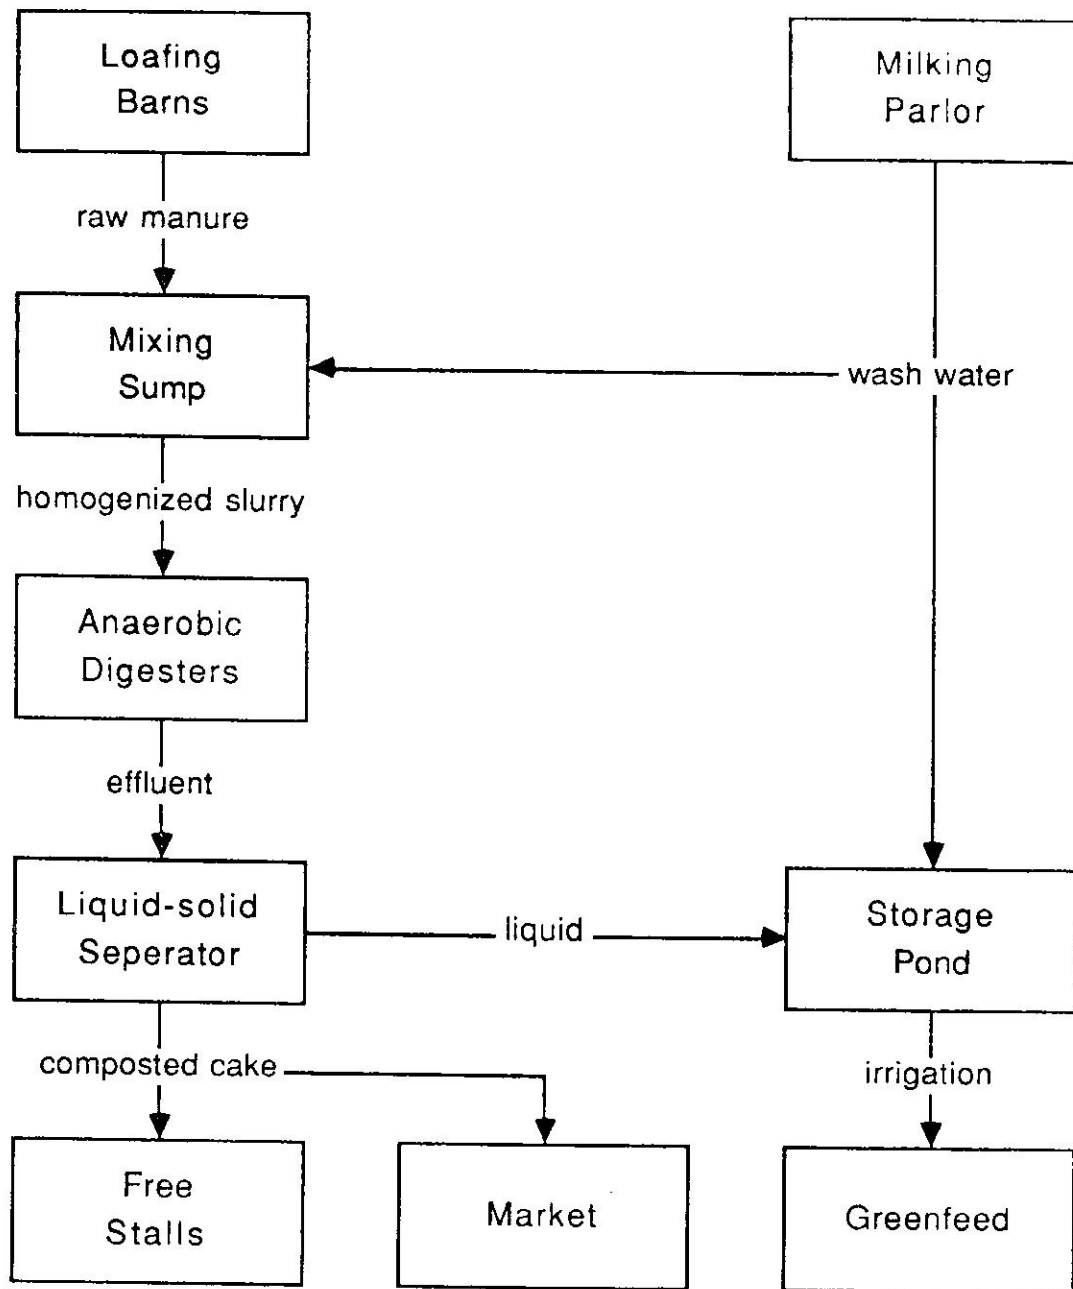 Loafing
Barns
Milking
Parlor
raw manure
Mixing
Sump
wash water
homogenized slurry
Anaerobic
Digesters
effluent
Liquid-solid
Seperator
liquid
Storage
Pond
composted cake
irrigation
Free
Stalls
Market
Greenfeed